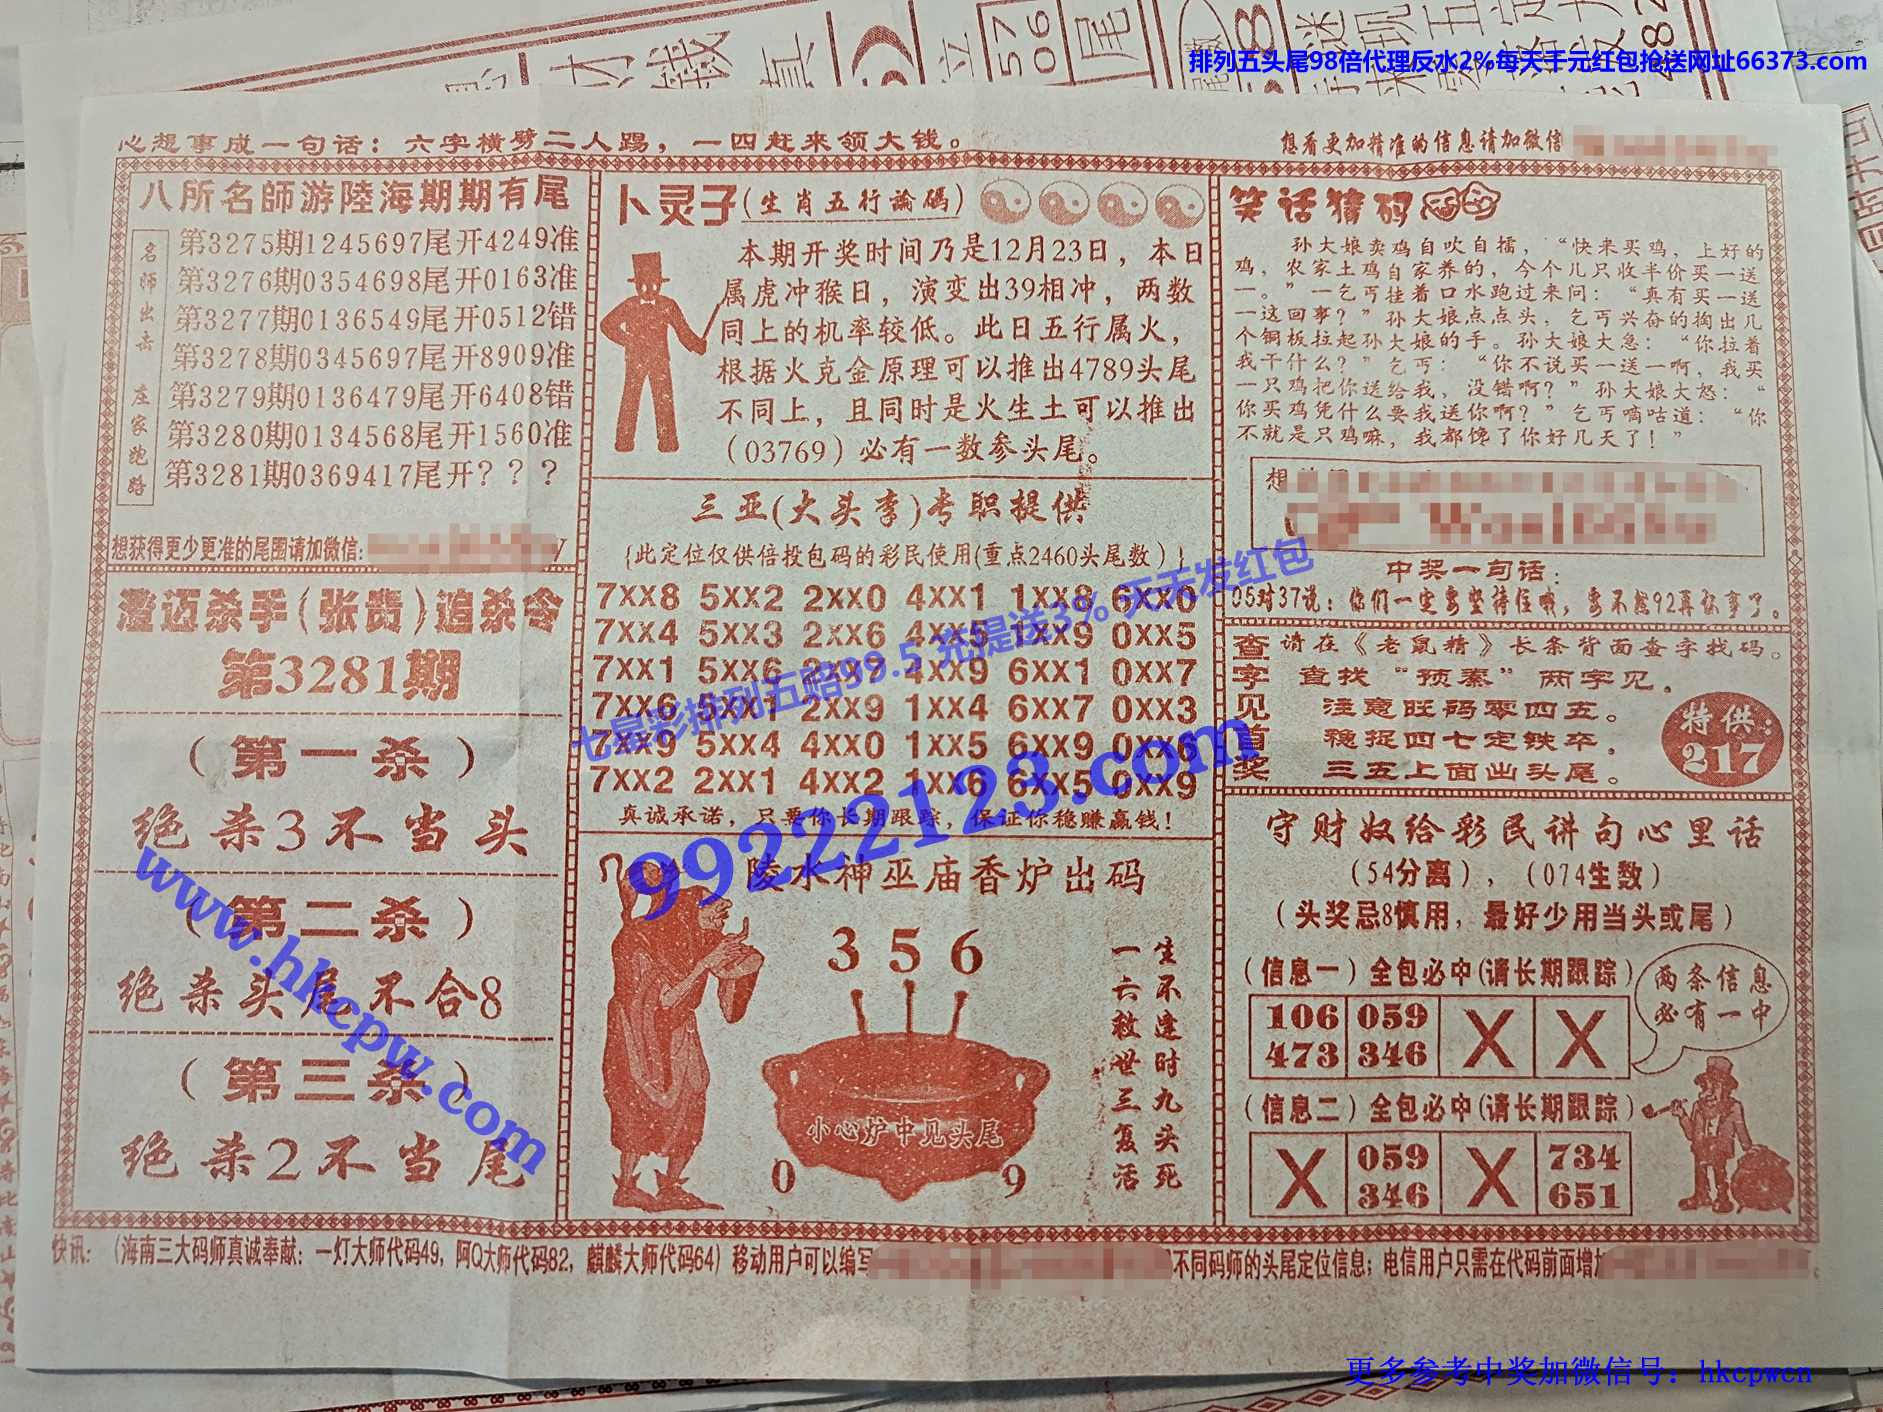 排列五头尾98倍代理反水2%每天千元红包抢送网址66373.com
心想事成一句话：六字横劈二人踢，一四赶来领大钱。
想看更加精准的信息请加微信
八所名師游陸海期期有尾
名师出击 庄家跑路
第3275期1245697尾开4249准
第3276期0354698尾开0163准
第3277期0136549尾开0512错
第3278期0345697尾开8909准
第3279期0136479尾开6408错
第3280期0134568尾开1560准
第3281期0369417尾开？？？
想获得更少更准的尾围请加微信:
澄迈杀手(张贵)追杀令
第3281期
(第一杀)
绝杀3不当头
(第二杀)
绝杀头尾不合8
(第三杀)
绝杀2不当尾
卜灵子(生肖五行論碼)
本期开奖时间乃是12月23日，本日
属虎冲猴日，演变出39相冲，两数
同上的机率较低。此日五行属火，
根据火克金原理可以推出4789头尾
不同上，且同时是火生土可以推出
（03769）必有一数参头尾。
三亚(大头李)专职提供
{此定位仅供倍投包码的彩民使用(重点2460头尾数)}
7XX8 5XX2 2XX0 4XX1 1XX8 6XX0
7XX4 5XX3 2XX6 4XX5 1XX9 0XX5
7XX1 5XX6 2XX7 4XX9 6XX1 0XX7
7XX6 5XX1 2XX9 1XX4 6XX7 0XX3
7XX9 5XX4 4XX0 1XX5 6XX9 0XX6
7XX2 2XX1 4XX2 1XX6 6XX5 0XX9
真诚承诺，只要你长期跟踪，保证你稳赚赢钱！
陵水神巫庙香炉出码
3 5 6
小心炉中见头尾
0 9
生不逢时九头死
一六救世三复活
笑话猜码
孙大娘卖鸡自吹自擂，“快来买鸡，上好的
鸡，农家土鸡自家养的，今个儿只收半价买一送
一。”一乞丐挂着口水跑过来问：“真有买一送
一这回事？”孙大娘点点头，乞丐兴奋的掏出几
个铜板拉起孙大娘的手。孙大娘大急：“你拉着
我干什么？”乞丐：“你不说买一送一啊，我买
一只鸡把你送给我，没错啊？”孙大娘大怒：“
你买鸡凭什么要我送你啊？”乞丐嘀咕道：“你
不就是只鸡嘛，我都馋了你好几天了！”
想
中奖一句话：
05对37说：你们一定要坚持住哦，要不然92再惹事了。
查字见首奖
请在《老鼠精》长条背面查字找码。
查找“预秦”两字见。
注意旺码零四五。
稳捉四七定铁卒。
三五上面出头尾。
特供：
217
守财奴给彩民讲句心里话
(54分离)，(074生数)
(头奖忌8慎用，最好少用当头或尾)
(信息一)全包必中(请长期跟踪)
106 059 X X
473 346
两条信息
必有一中
(信息二)全包必中(请长期跟踪)
X 059 X 734
346 651
快讯：(海南三大码师真诚奉献：一灯大师代码49，阿Q大师代码82，麒麟大师代码64)移动用户可以编写
不同码师的头尾定位信息；电信用户只需在代码前面增加
七星彩排列五赔99.5 充提送3% 天天发红包
99222123.com
www.hkcpw.com
更多参考中奖加微信号：hkcpwcn